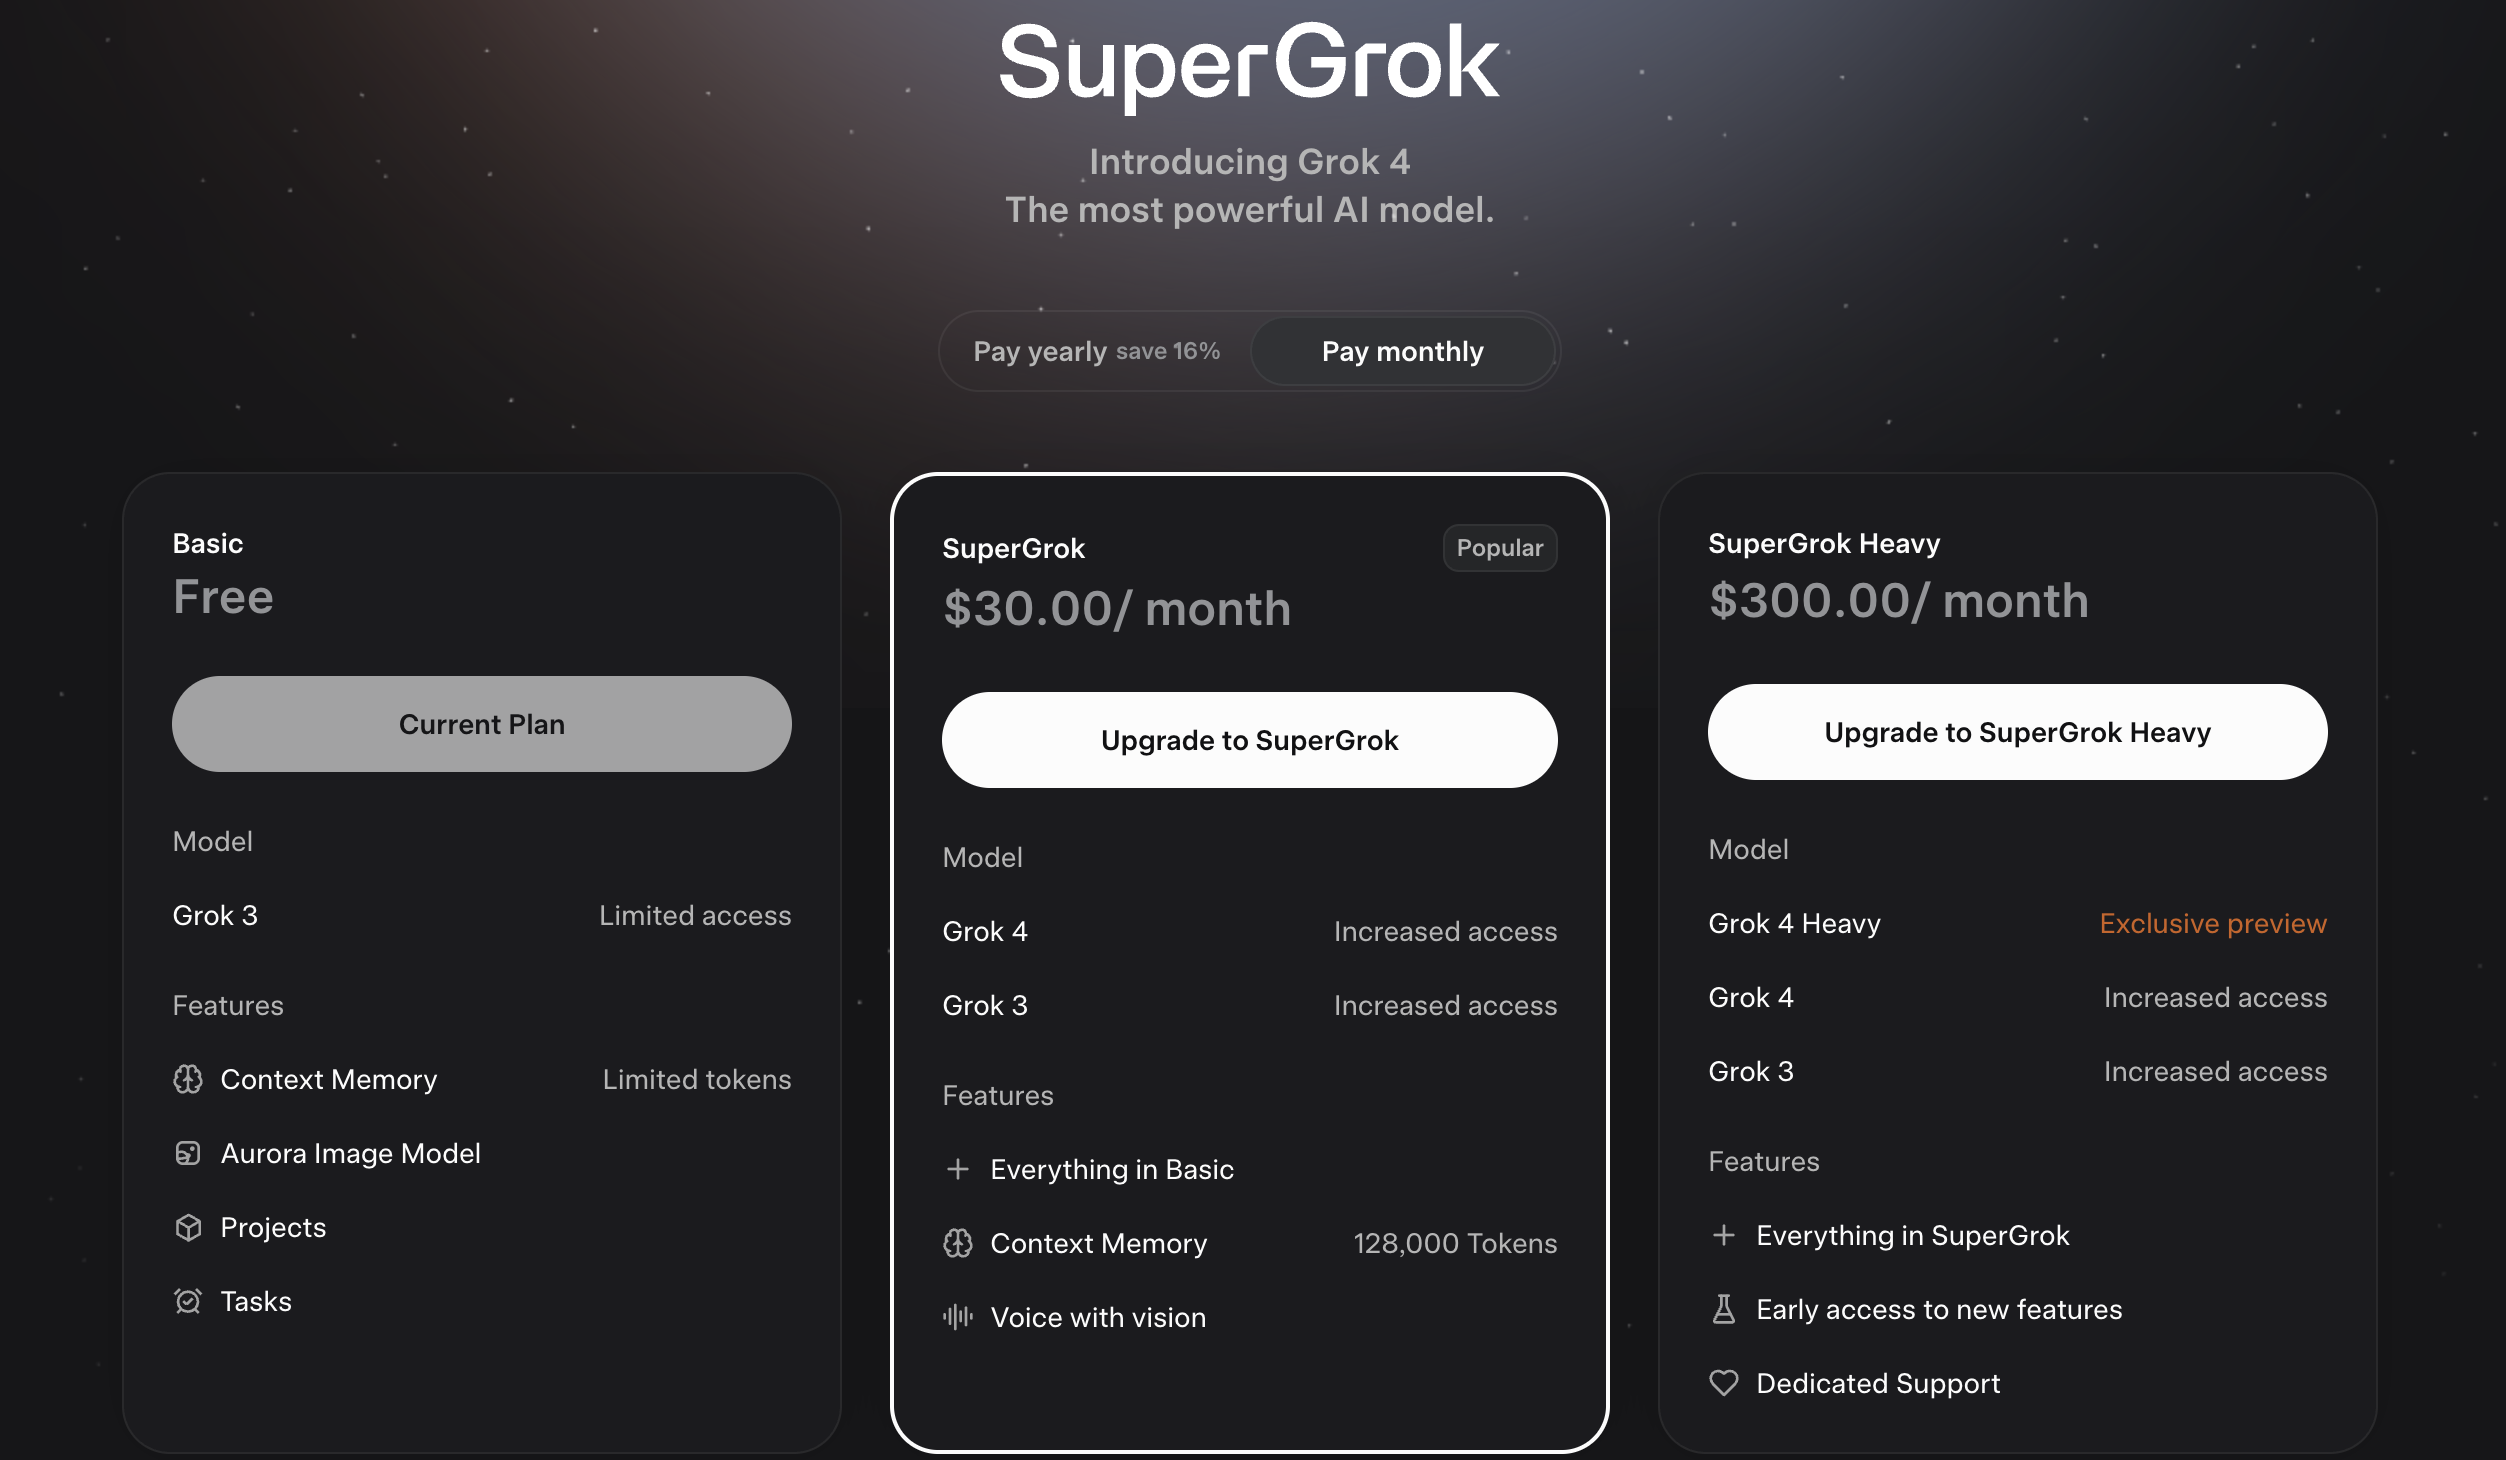 SuperGrok
Introducing Grok 4
The most powerful AI model.
Pay yearly save 16%
Pay monthly
Basic
Free
Current Plan
Model
Grok 3 Limited access
Features
Context Memory Limited tokens
Aurora Image Model
Projects
Tasks
SuperGrok Popular
$30.00/ month
Upgrade to SuperGrok
Model
Grok 4 Increased access
Grok 3 Increased access
Features
Everything in Basic
Context Memory 128,000 Tokens
Voice with vision
SuperGrok Heavy
$300.00/ month
Upgrade to SuperGrok Heavy
Model
Grok 4 Heavy Exclusive preview
Grok 4 Increased access
Grok 3 Increased access
Features
Everything in SuperGrok
Early access to new features
Dedicated Support